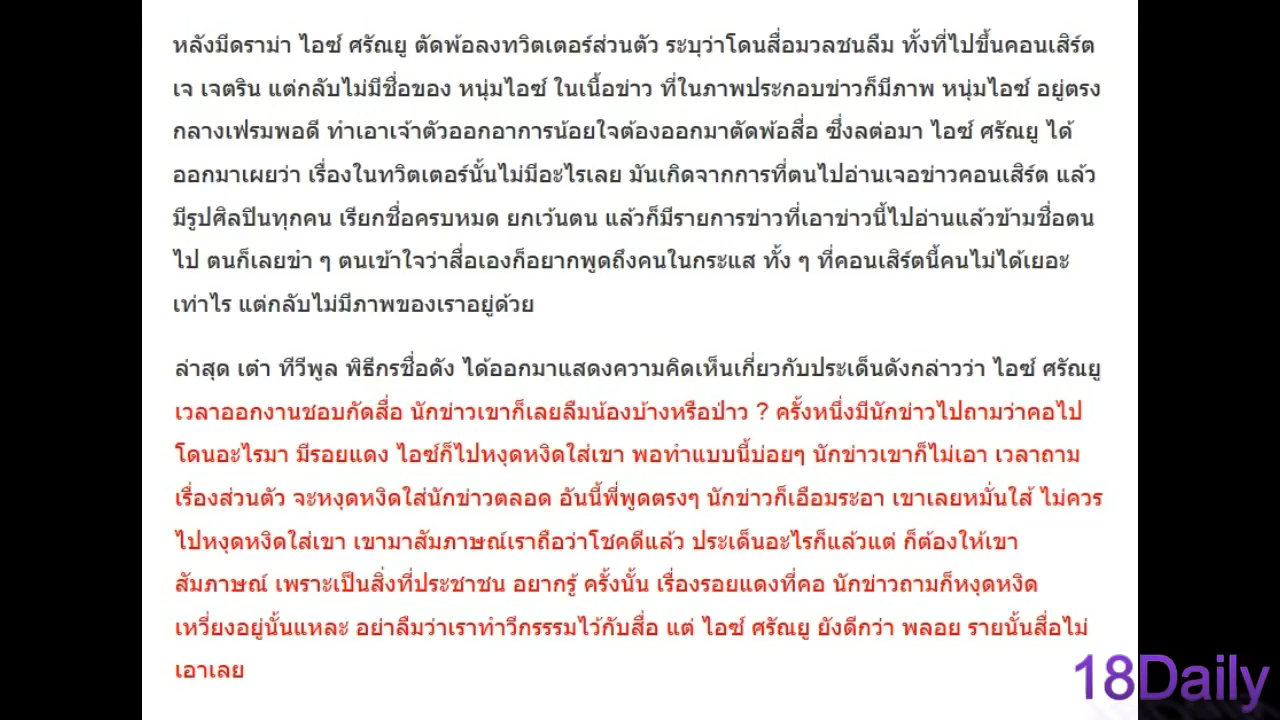 หลังมีดราม่า ไอซ์ ศรัณยู ตัดพ้อลงทวิตเตอร์ส่วนตัว ระบุว่าโดนสื่อมวลชนลืม ทั้งที่ไปขึ้นคอนเสิร์ต
เจ เจตริน แต่กลับไม่มีชื่อของ หนุ่มไอซ์ ในเนื้อข่าว ที่ในภาพประกอบข่าวก็มีภาพ หนุ่มไอซ์ อยู่ตรง
กลางเฟรมพอดี ทำเอาเจ้าตัวออกอาการน้อยใจต้องออกมาตัดพ้อสื่อ ซึ่งลต่อมา ไอซ์ ศรัณยู ได้
ออกมาเผยว่า เรื่องในทวิตเตอร์นั้นไม่มีอะไรเลย มันเกิดจากการที่ตนไปอ่านเจอข่าวคอนเสิร์ต แล้ว
มีรูปศิลปินทุกคน เรียกชื่อครบหมด ยกเว้นตน แล้วก็มีรายการข่าวที่เอาข่าวนี้ไปอ่านแล้วข้ามชื่อตน
ไป ตนก็เลยขำ ๆ ตนเข้าใจว่าสื่อเองก็อยากพูดถึงคนในกระแส ทั้ง ๆ ที่คอนเสิร์ตนี้คนไม่ได้เยอะ
เท่าไร แต่กลับไม่มีภาพของเราอยู่ด้วย
ล่าสุด เต๋า ทีวีพูล พิธีกรชื่อดัง ได้ออกมาแสดงความคิดเห็นเกี่ยวกับประเด็นดังกล่าวว่า ไอซ์ ศรัณยู
เวลาออกงานชอบกัดสื่อ นักข่าวเขาก็เลยลืมน้องบ้างหรือป่าว ? ครั้งหนึ่งมีนักข่าวไปถามว่าคอไป
โดนอะไรมา มีรอยแดง ไอซ์ก็ไปหงุดหงิดใส่เขา พอทำแบบนี้บ่อยๆ นักข่าวเขาก็ไม่เอา เวลาถาม
เรื่องส่วนตัว จะหงุดหงิดใส่นักข่าวตลอด อันนี้พี่พูดตรงๆ นักข่าวก็เอือมระอา เขาเลยหมั่นใส้ ไม่ควร
ไปหงุดหงิดใส่เขา เขามาสัมภาษณ์เราถือว่าโชคดีแล้ว ประเด็นอะไรก็แล้วแต่ ก็ต้องให้เขา
สัมภาษณ์ เพราะเป็นสิ่งที่ประชาชน อยากรู้ ครั้งนั้น เรื่องรอยแดงที่คอ นักข่าวถามก็หงุดหงิด
เหวี่ยงอยู่นั้นแหละ อย่าลืมว่าเราทำวีกรรรมไว้กับสื่อ แต่ ไอซ์ ศรัณยู ยังดีกว่า พลอย รายนั้นสื่อไม่
เอาเลย
18Daily